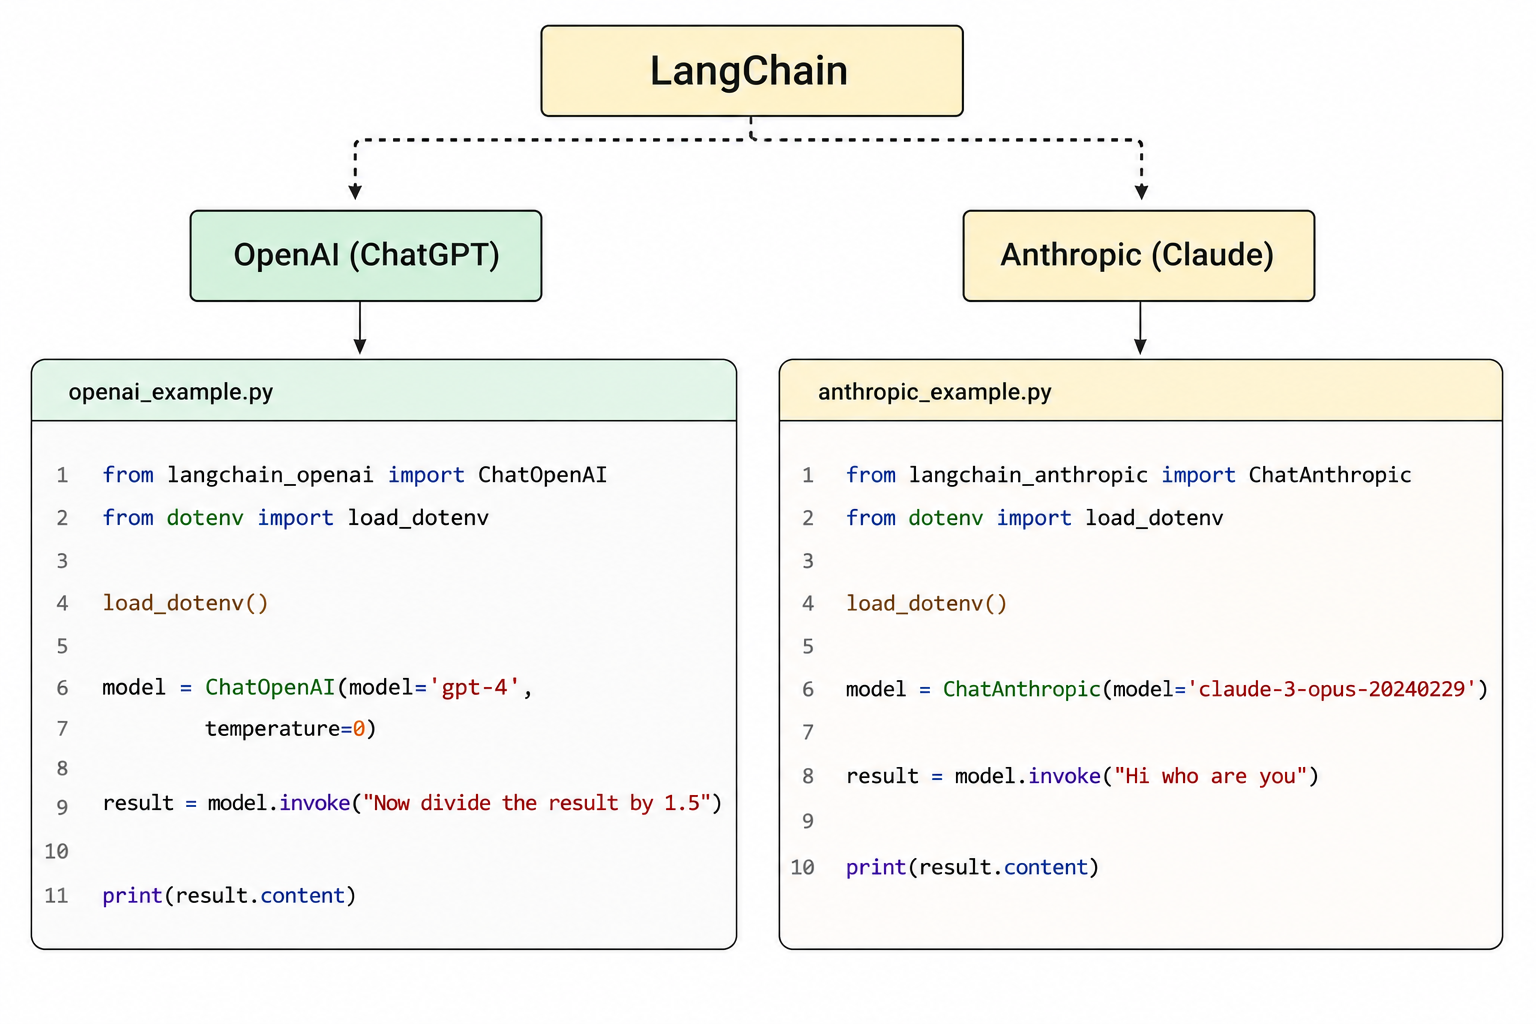 LangChain
OpenAI (ChatGPT)
Anthropic (Claude)
openai_example.py
1 from langchain_openai import ChatOpenAI
2 from dotenv import load_dotenv
3
4 load_dotenv()
5
6 model = ChatOpenAI(model='gpt-4',
7         temperature=0)
8
9 result = model.invoke("Now divide the result by 1.5")
10
11 print(result.content)
anthropic_example.py
1 from langchain_anthropic import ChatAnthropic
2 from dotenv import load_dotenv
3
4 load_dotenv()
5
6 model = ChatAnthropic(model='claude-3-opus-20240229')
7
8 result = model.invoke("Hi who are you")
9
10 print(result.content)